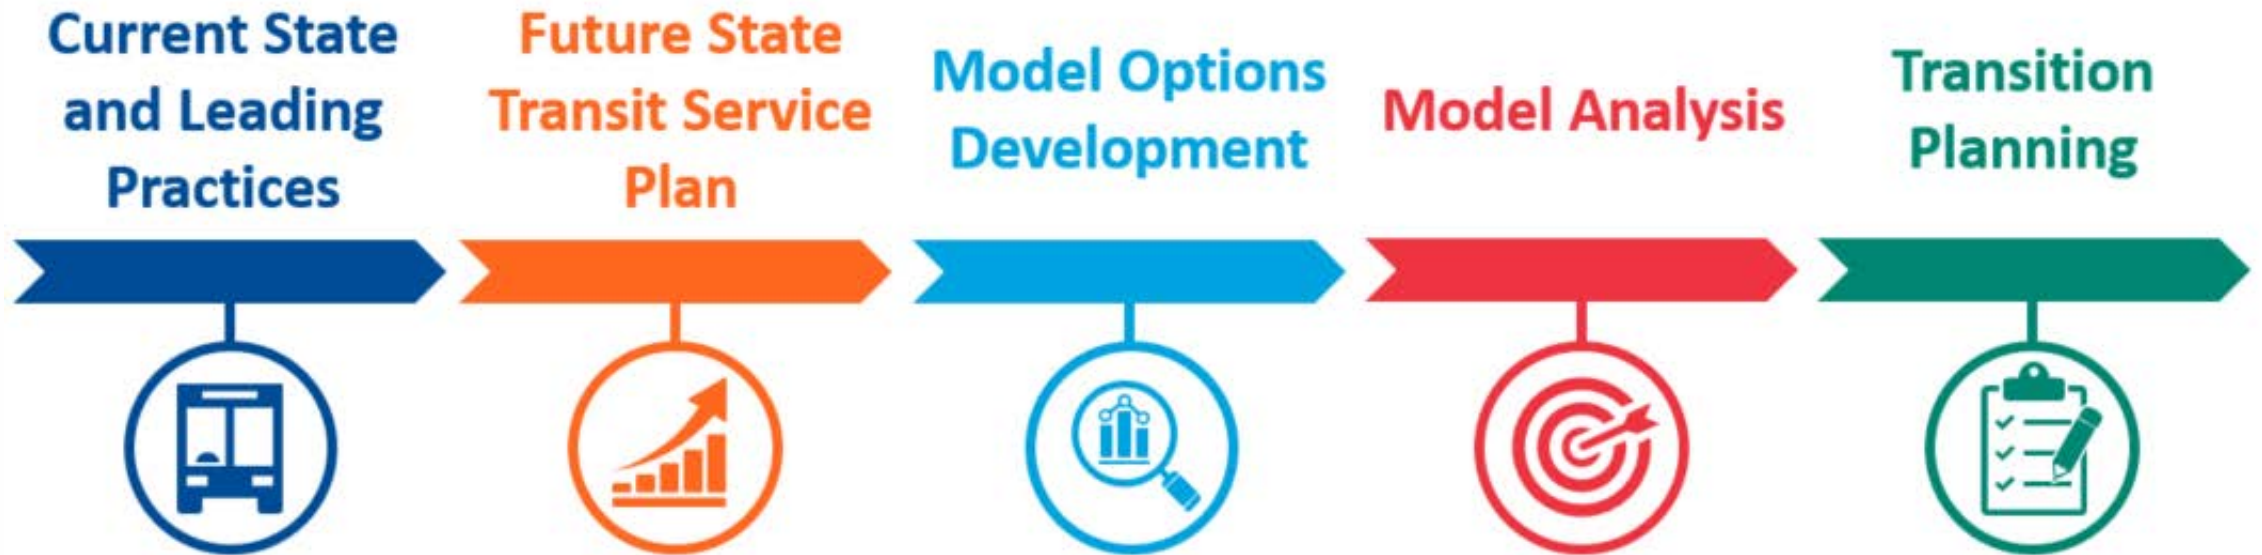 Current State
and Leading
Practices
Future State
Transit Service
Plan
Model Options
Development
Model Analysis
Transition
Planning